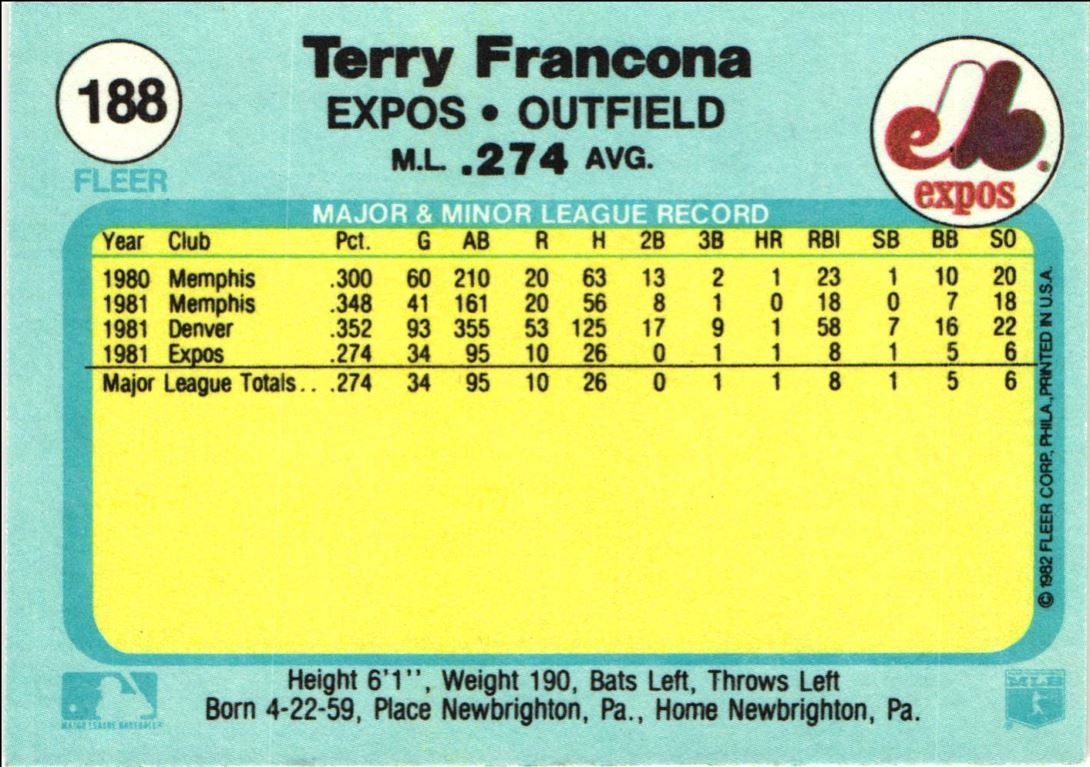 188
FLEER
Terry Francona
EXPOS • OUTFIELD
M.L. .274 AVG.
expos
MAJOR & MINOR LEAGUE RECORD
Year Club Pct. G AB R H 2B 3B HR RBI SB BB SO
1980 Memphis .300 60 210 20 63 13 2 1 23 1 10 20
1981 Memphis .348 41 161 20 56 8 1 0 18 0 7 18
1981 Denver .352 93 355 53 125 17 9 1 58 7 16 22
1981 Expos .274 34 95 10 26 0 1 1 8 1 5 6
Major League Totals . . .274 34 95 10 26 0 1 1 8 1 5 6
© 1982 FLEER CORP., PHILA., PRINTED IN U.S.A.
Height 6'1'', Weight 190, Bats Left, Throws Left
Born 4-22-59, Place Newbrighton, Pa., Home Newbrighton, Pa.
MAJOR LEAGUE BASEBALL
MLB